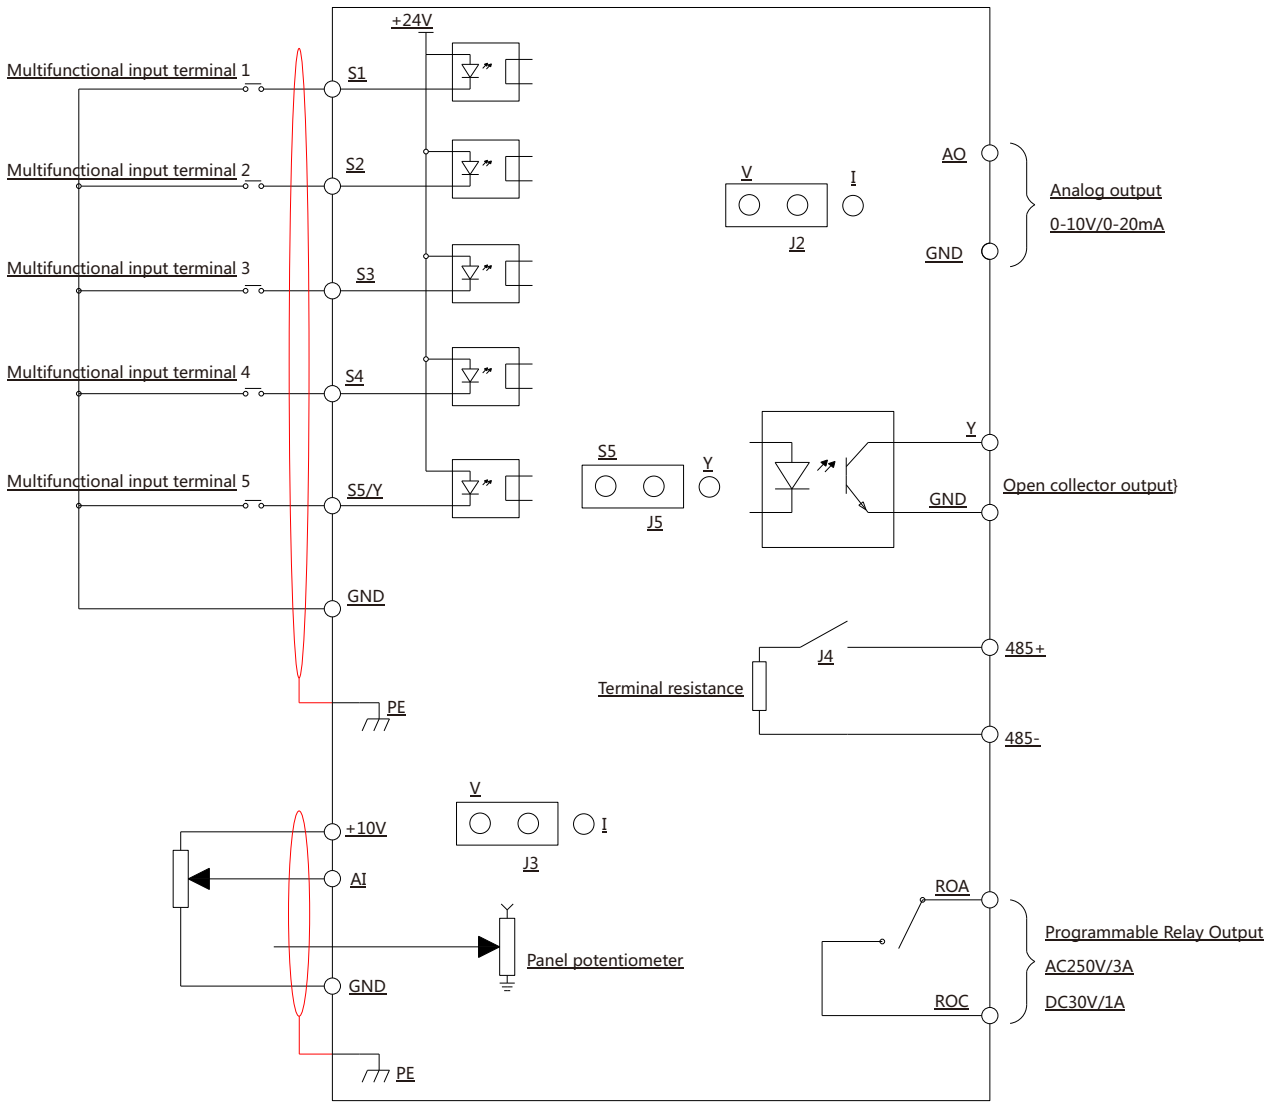 +24V
Multifunctional input terminal 1
S1
Multifunctional input terminal 2
S2
Multifunctional input terminal 3
S3
Multifunctional input terminal 4
S4
Multifunctional input terminal 5
S5/Y
GND
PE
+10V
AI
GND
PE
V
I
J3
Panel potentiometer
S5
Y
J5
V
I
J2
AO
GND
Analog output
0-10V/0-20mA
Y
GND
Open collector output}
J4
485+
Terminal resistance
485-
ROA
ROC
Programmable Relay Output
AC250V/3A
DC30V/1A